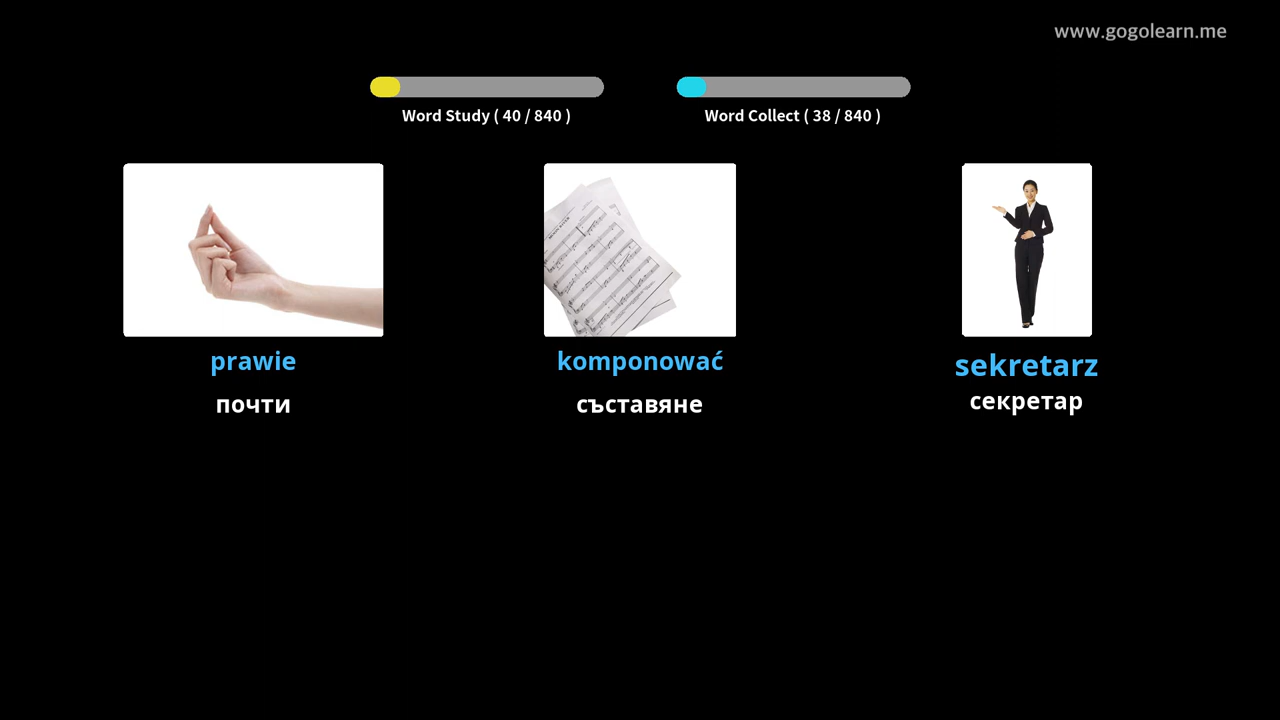 www.gogolearn.me
Word Study ( 40 / 840 )
Word Collect ( 38 / 840 )
prawie
почти
komponować
съставяне
sekretarz
секретар